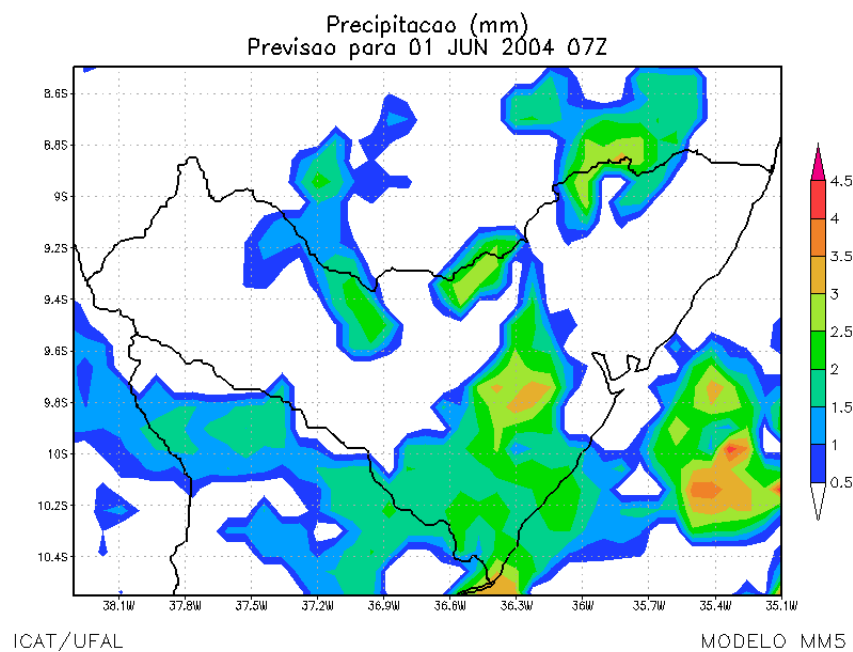 Precipitacao (mm)
Previsao para 01 JUN 2004 07Z
8.6S
8.8S
9S
9.2S
9.4S
9.6S
9.8S
10S
10.2S
10.4S
38.1W 37.8W 37.5W 37.2W 36.9W 36.6W 36.3W 36W 35.7W 35.4W 35.1W
4.5
4
3.5
3
2.5
2
1.5
1
0.5
ICAT/UFAL MODELO MM5